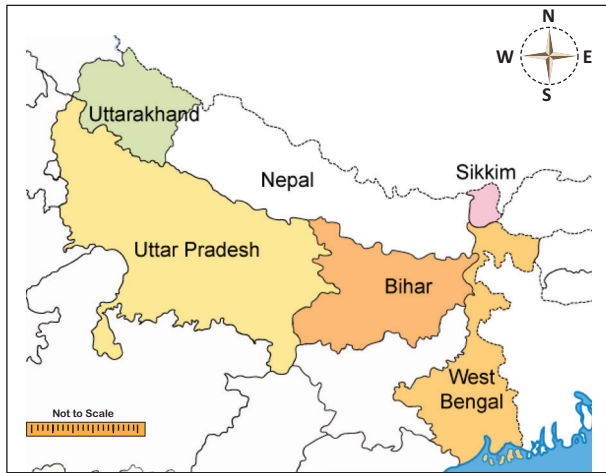 N
W E
S
Uttarakhand
Nepal
Sikkim
Uttar Pradesh
Bihar
West
Bengal
Not to Scale